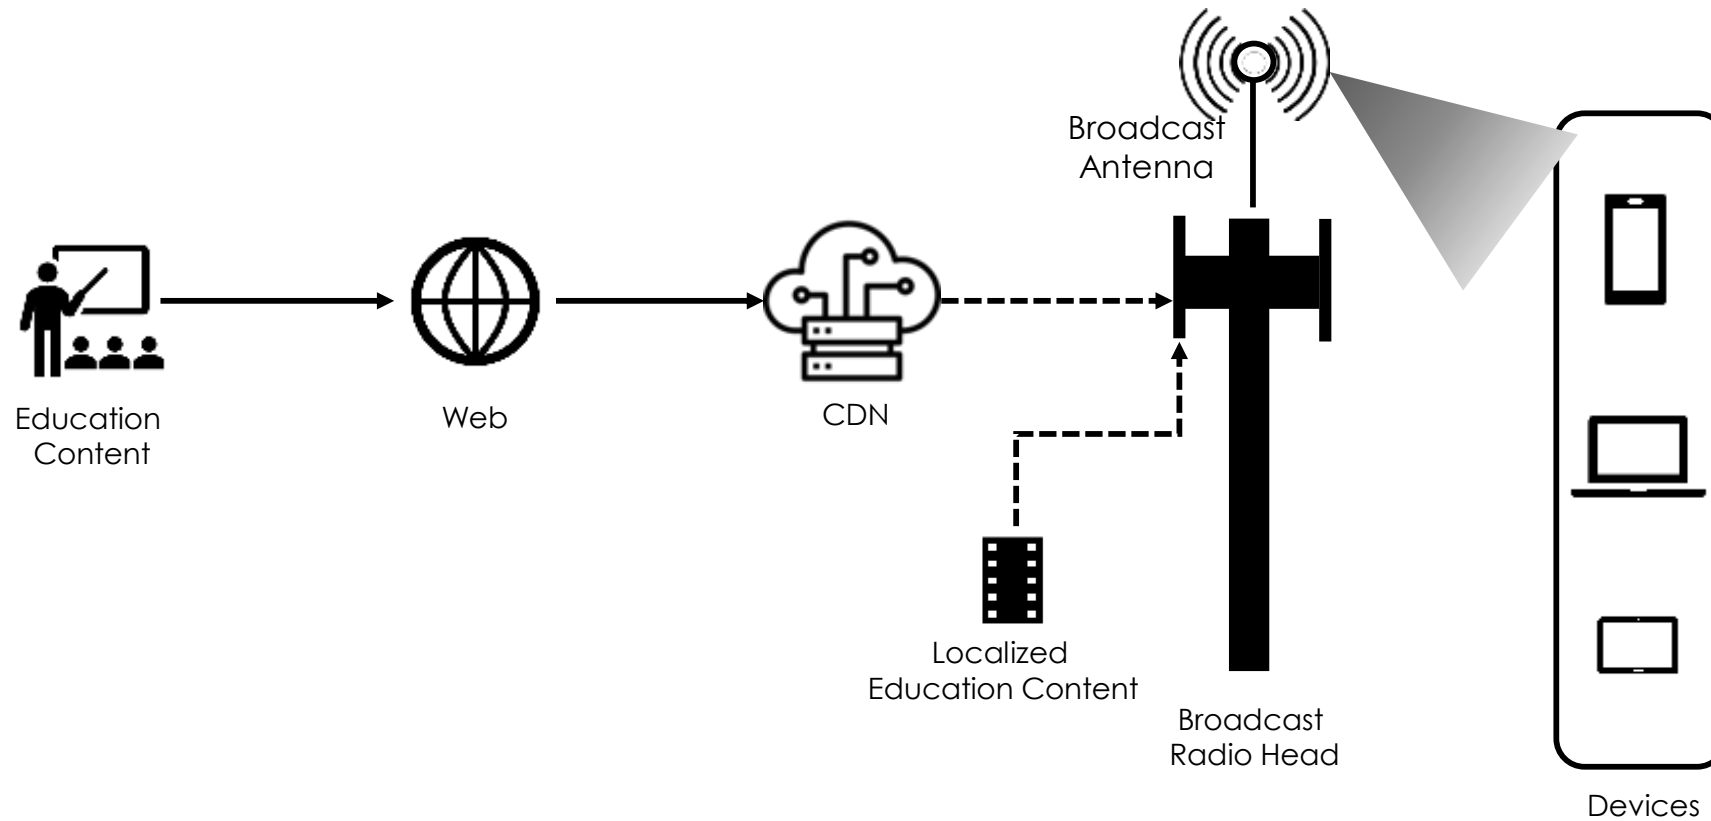 Broadcast
Antenna
Education
Content
Web
CDN
Localized
Education Content
Broadcast
Radio Head
Devices